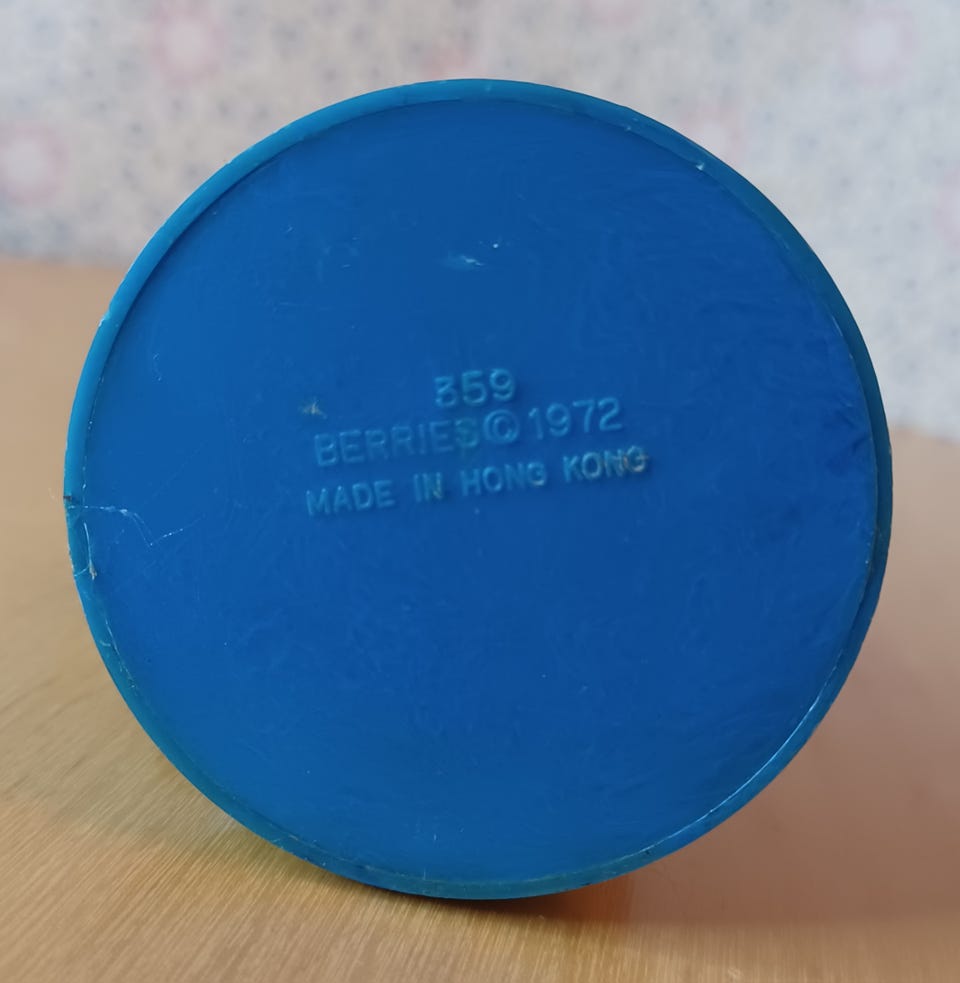 359
BERRIES © 1972
MADE IN HONG KONG